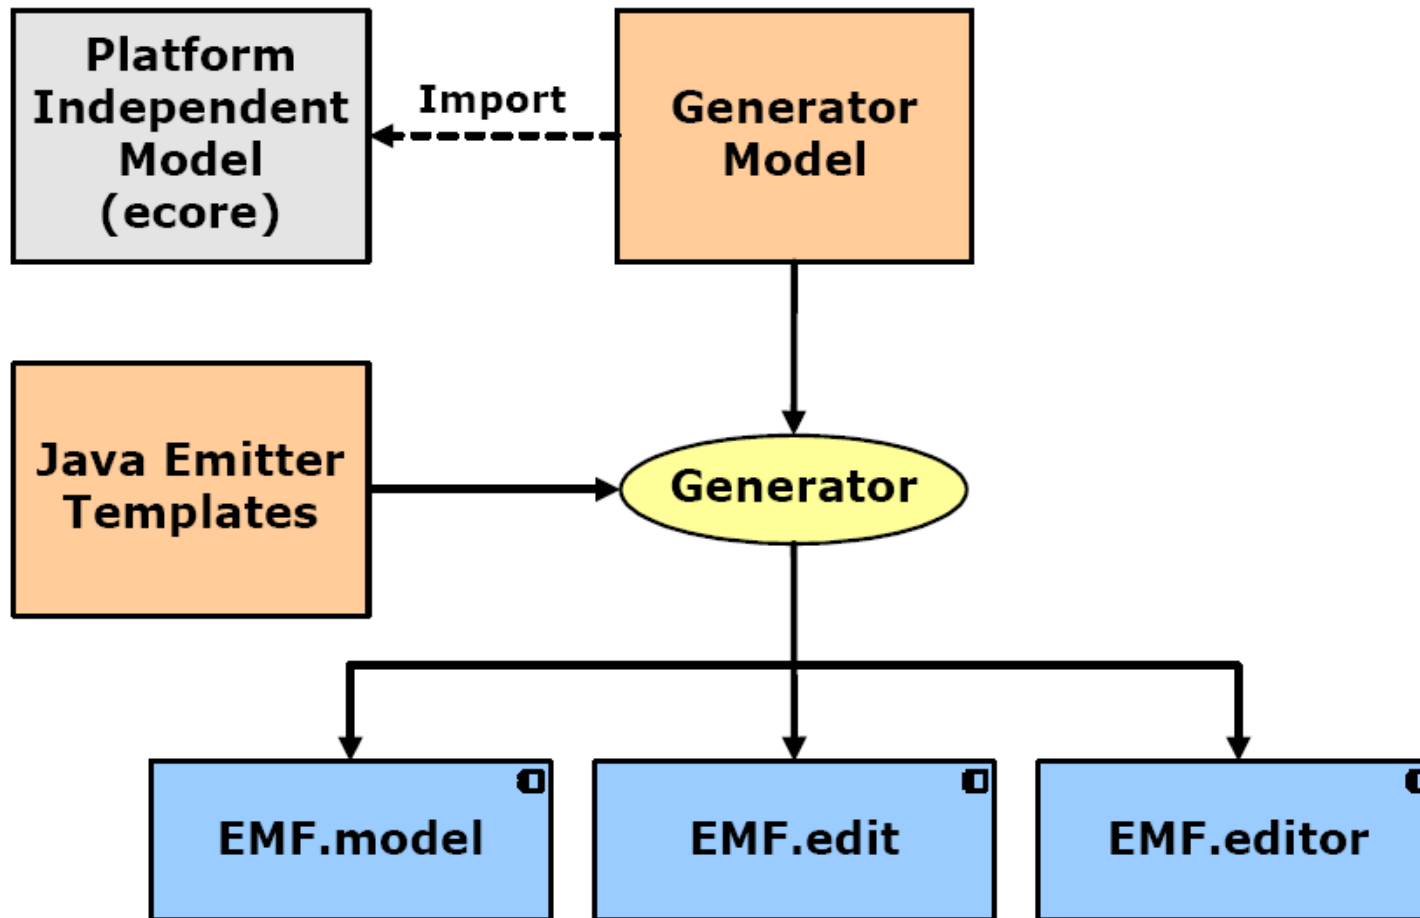 Platform
Independent
Model
(ecore)
Import
Generator
Model
Java Emitter
Templates
Generator
EMF.model
EMF.edit
EMF.editor